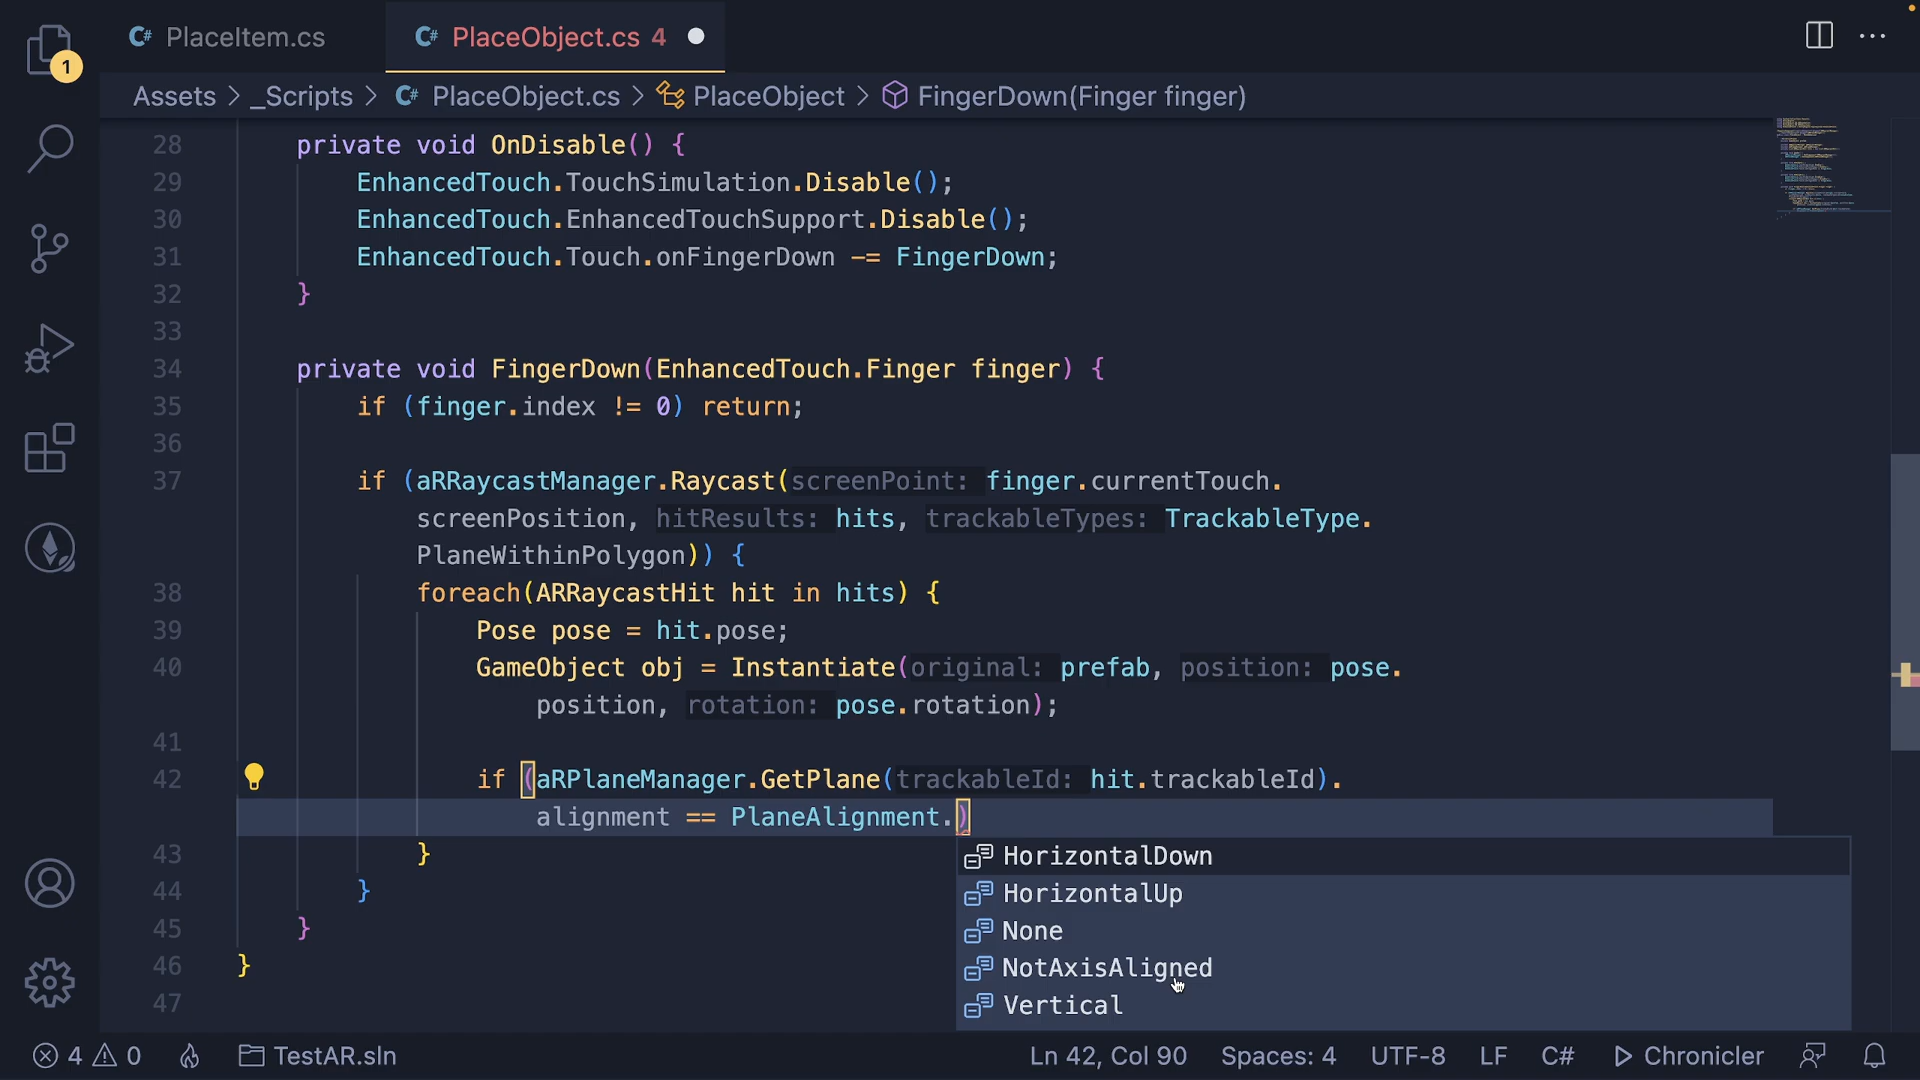 1
C# PlaceItem.cs
C# PlaceObject.cs 4
Assets > _Scripts > C# PlaceObject.cs > PlaceObject > FingerDown(Finger finger)
28 private void OnDisable() {
29 EnhancedTouch.TouchSimulation.Disable();
30 EnhancedTouch.EnhancedTouchSupport.Disable();
31 EnhancedTouch.Touch.onFingerDown -= FingerDown;
32 }
33
34 private void FingerDown(EnhancedTouch.Finger finger) {
35 if (finger.index != 0) return;
36
37 if (aRRaycastManager.Raycast(screenPoint: finger.currentTouch.
screenPosition, hitResults: hits, trackableTypes: TrackableType.
PlaneWithinPolygon)) {
38 foreach(ARRaycastHit hit in hits) {
39 Pose pose = hit.pose;
40 GameObject obj = Instantiate(original: prefab, position: pose.
position, rotation: pose.rotation);
41
42 if (aRPlaneManager.GetPlane(trackableId: hit.trackableId).
alignment == PlaneAlignment.)
43 }
44 }
45 }
46 }
47
HorizontalDown
HorizontalUp
None
NotAxisAligned
Vertical
4 0 TestAR.sln Ln 42, Col 90 Spaces: 4 UTF-8 LF C# Chronicler